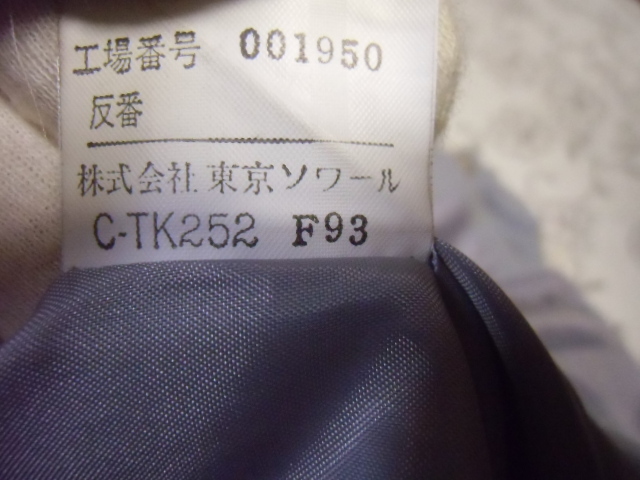 工場番号 001950
反番
株式会社 東京ソワール
C-TK252 F93